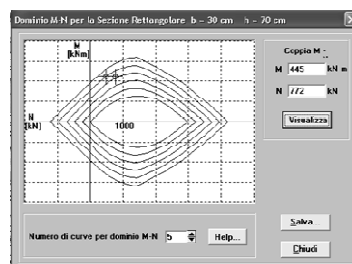 Dominio M-N per la Sezione Rettangolare b - 30 cm h - 70 cm
M
[kNm]
N
[kN]
1000
Coppia M -
M 445 kN m
N 772 kN
Visualizza
Numero di curve per dominio M-N 5 Help...
Salva...
Chiudi